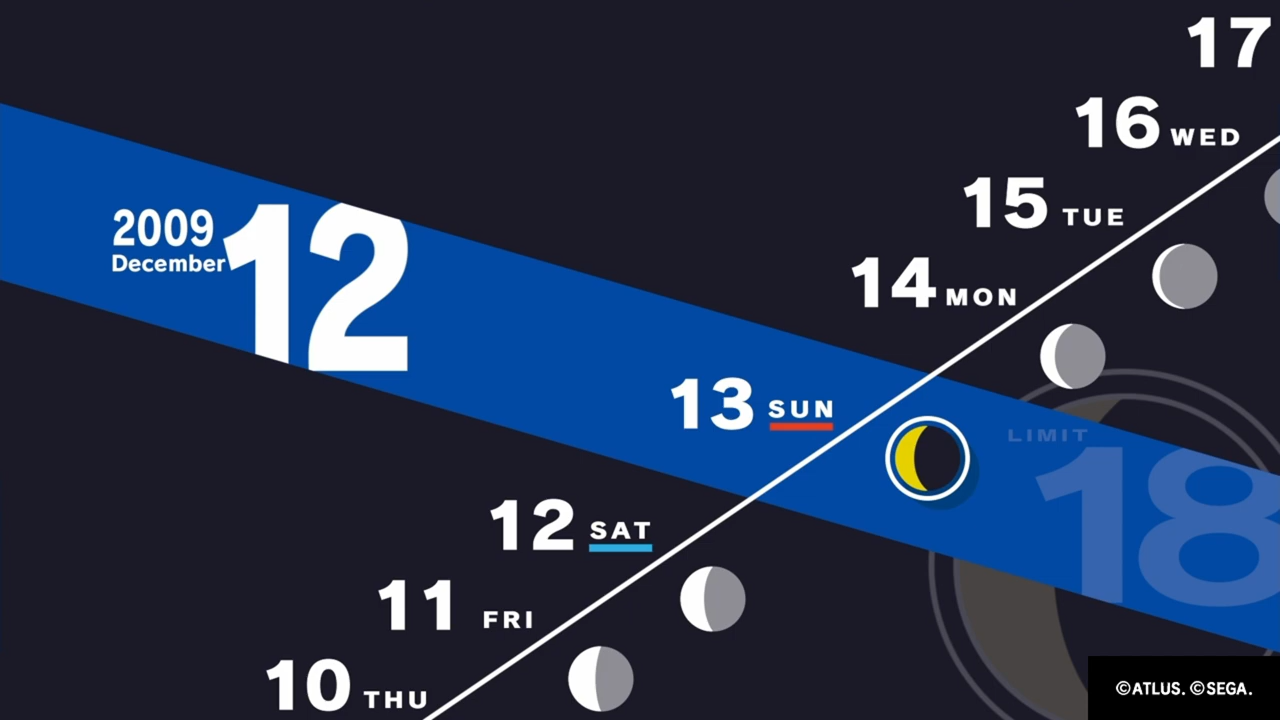 17
16 WED
15 TUE
14 MON
2009
December
12
13 SUN
LIMIT
18
12 SAT
11 FRI
10 THU
©ATLUS. ©SEGA.